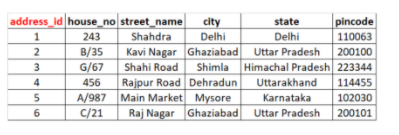 address_id house_no street_name city state pincode
1 243 Shahdra Delhi Delhi 110063
2 B/35 Kavi Nagar Ghaziabad Uttar Pradesh 200100
3 G/67 Shahi Road Shimla Himachal Pradesh 223344
4 456 Rajpur Road Dehradun Uttarakhand 114455
5 A/987 Main Market Mysore Karnataka 102030
6 C/21 Raj Nagar Ghaziabad Uttar Pradesh 200101